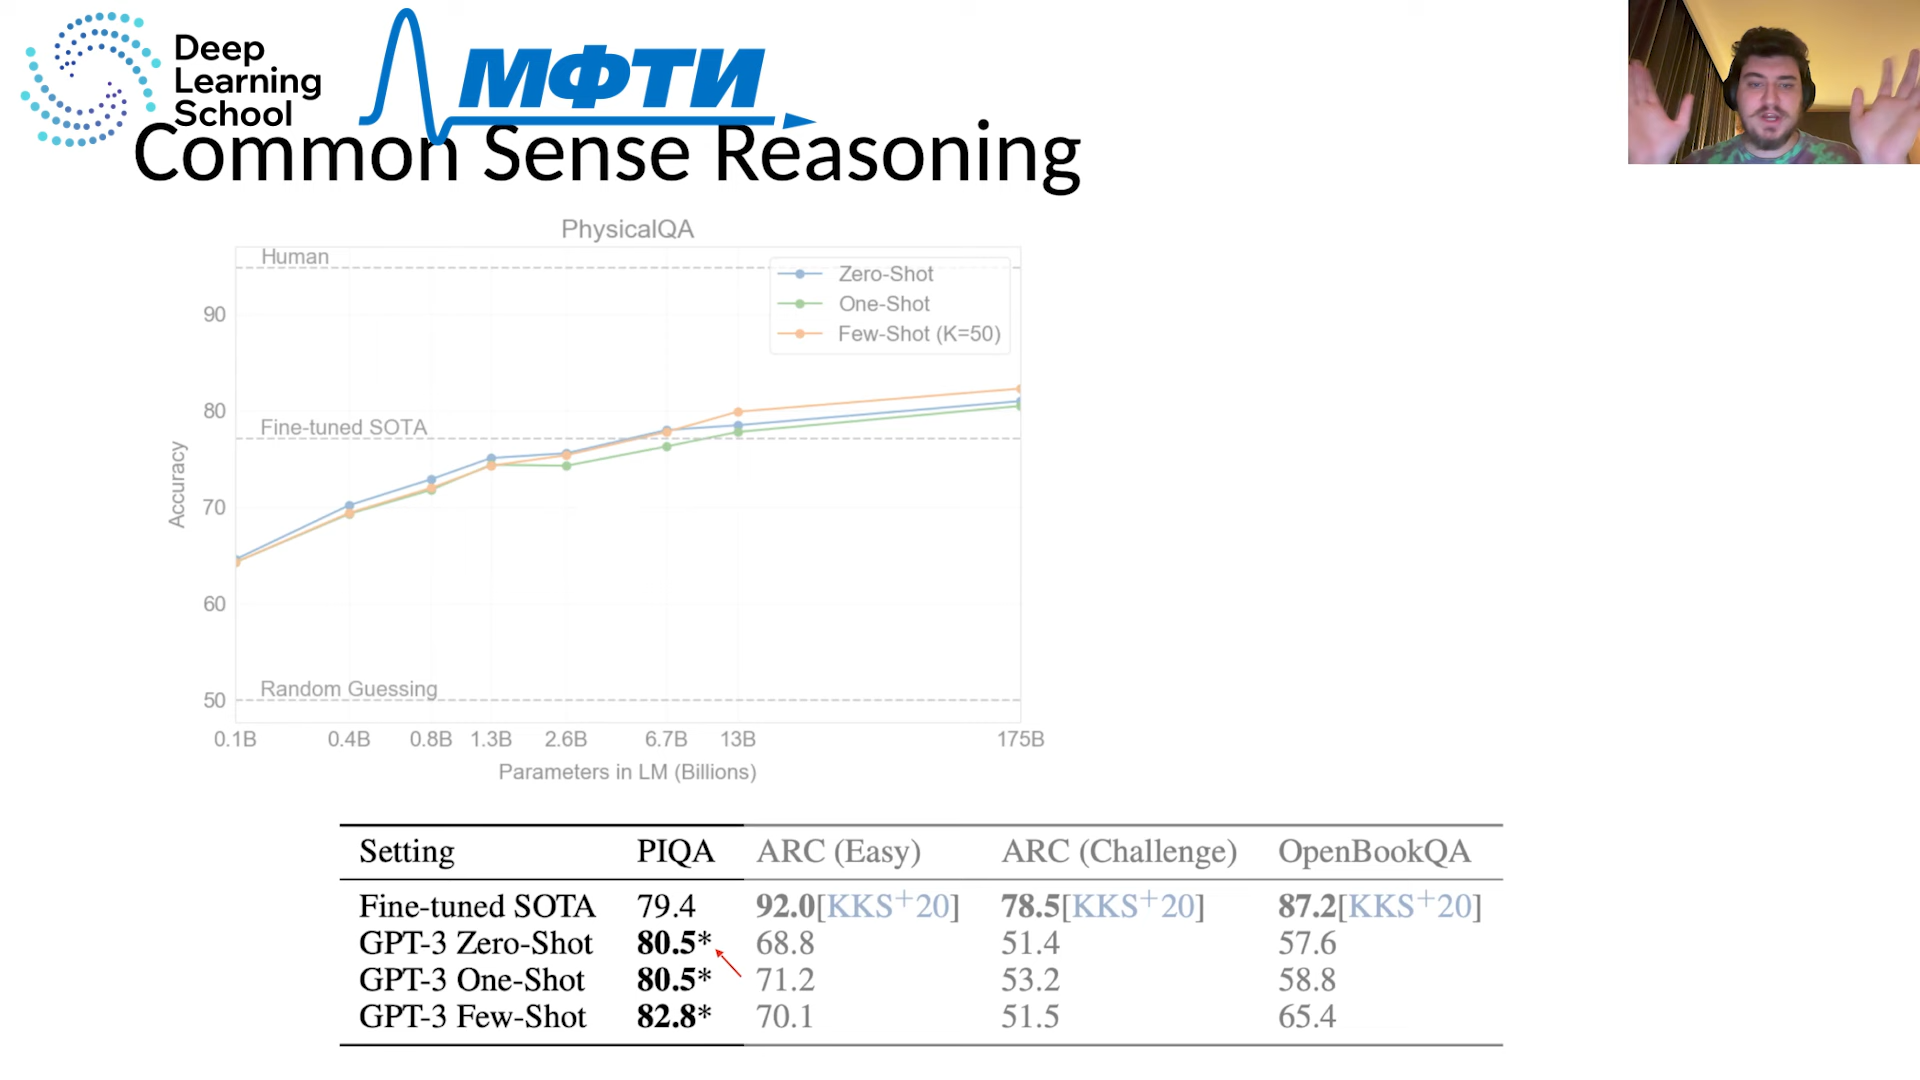 Deep
Learning
School
МФТИ
Common Sense Reasoning
PhysicalQA
Human
Zero-Shot
One-Shot
Few-Shot (K=50)
90
80
Fine-tuned SOTA
Accuracy
70
60
Random Guessing
50
0.1B 0.4B 0.8B 1.3B 2.6B 6.7B 13B 175B
Parameters in LM (Billions)
Setting PIQA ARC (Easy) ARC (Challenge) OpenBookQA
Fine-tuned SOTA 79.4 92.0[KKS+20] 78.5[KKS+20] 87.2[KKS+20]
GPT-3 Zero-Shot 80.5* 68.8 51.4 57.6
GPT-3 One-Shot 80.5* 71.2 53.2 58.8
GPT-3 Few-Shot 82.8* 70.1 51.5 65.4